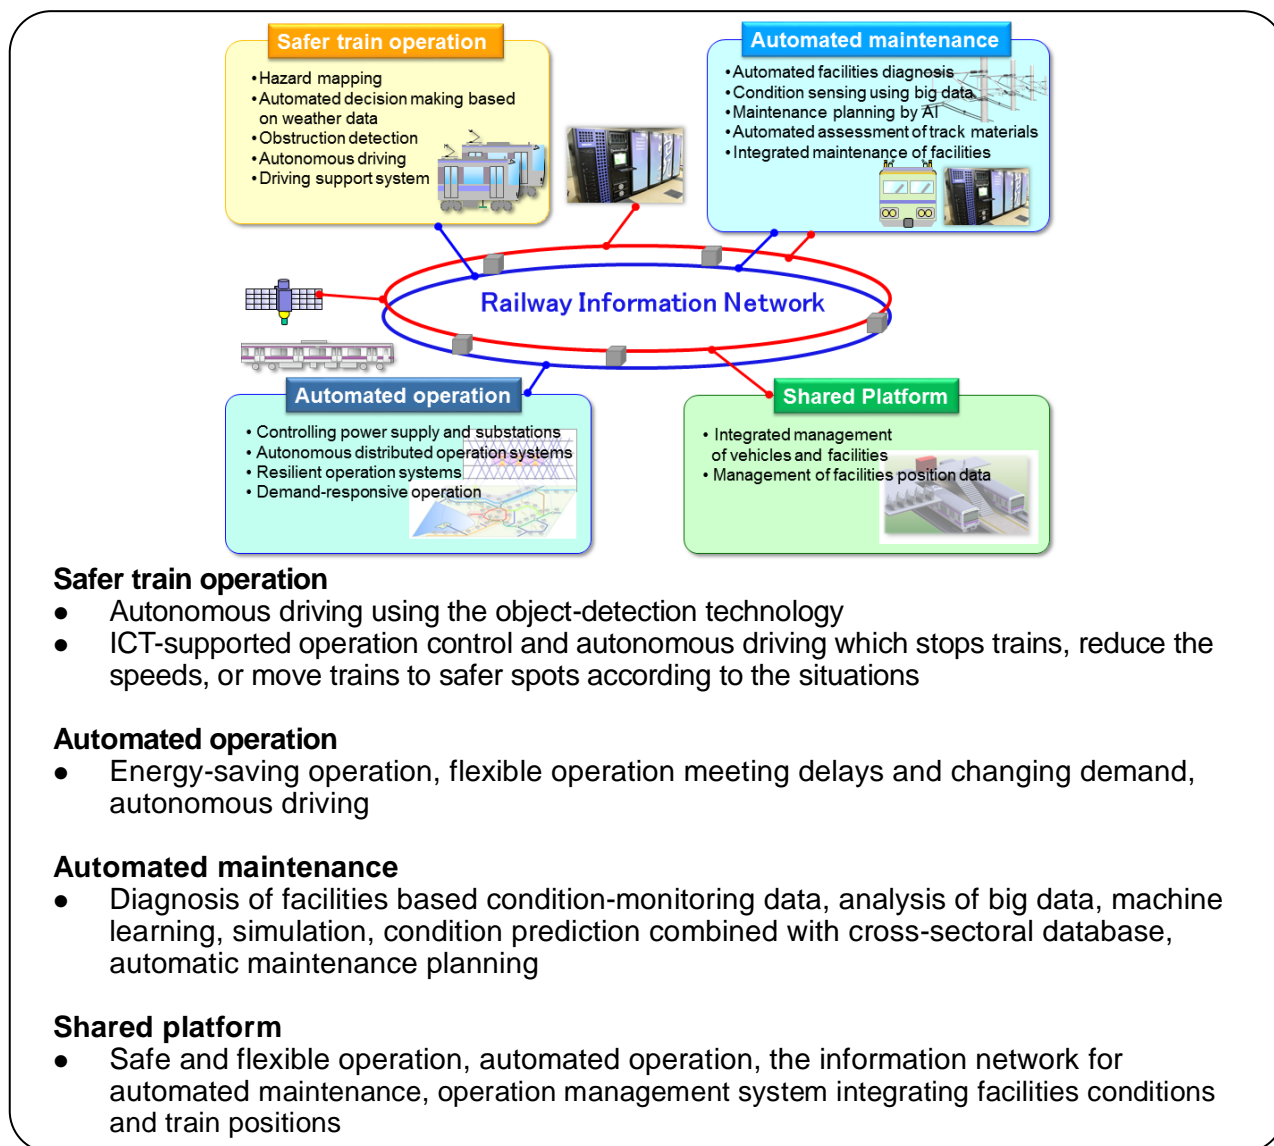 Safer train operation
•Hazard mapping
•Automated decision making based
on weather data
•Obstruction detection
•Autonomous driving
•Driving support system
Automated maintenance
•Automated facilities diagnosis
•Condition sensing using big data
•Maintenance planning by AI
•Automated assessment of track materials
•Integrated maintenance of facilities
Railway Information Network
Automated operation
• Controlling power supply and substations
• Autonomous distributed operation systems
• Resilient operation systems
• Demand-responsive operation
Shared Platform
• Integrated management
of vehicles and facilities
• Management of facilities position data
Safer train operation
● Autonomous driving using the object-detection technology
● ICT-supported operation control and autonomous driving which stops trains, reduce the
speeds, or move trains to safer spots according to the situations
Automated operation
● Energy-saving operation, flexible operation meeting delays and changing demand,
autonomous driving
Automated maintenance
● Diagnosis of facilities based condition-monitoring data, analysis of big data, machine
learning, simulation, condition prediction combined with cross-sectoral database,
automatic maintenance planning
Shared platform
● Safe and flexible operation, automated operation, the information network for
automated maintenance, operation management system integrating facilities conditions
and train positions